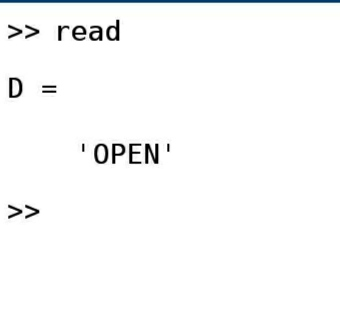 >> read
D =
'OPEN'
>>